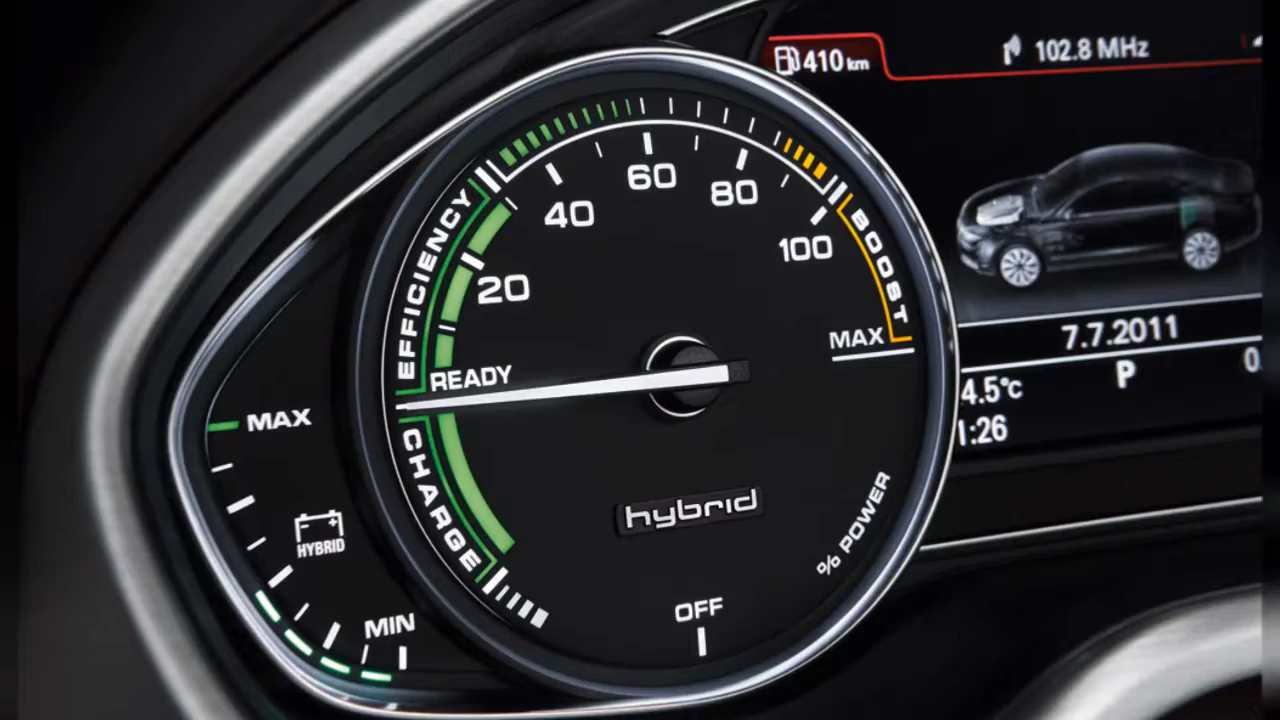 410 km
102.8 MHz
60
80
40
100
20
EFFICIENCY
BOOST
MAX
READY
7.7.2011
P
4.5°C
1:26
MAX
CHARGE
HYBRID
hybrid
% POWER
MIN
OFF